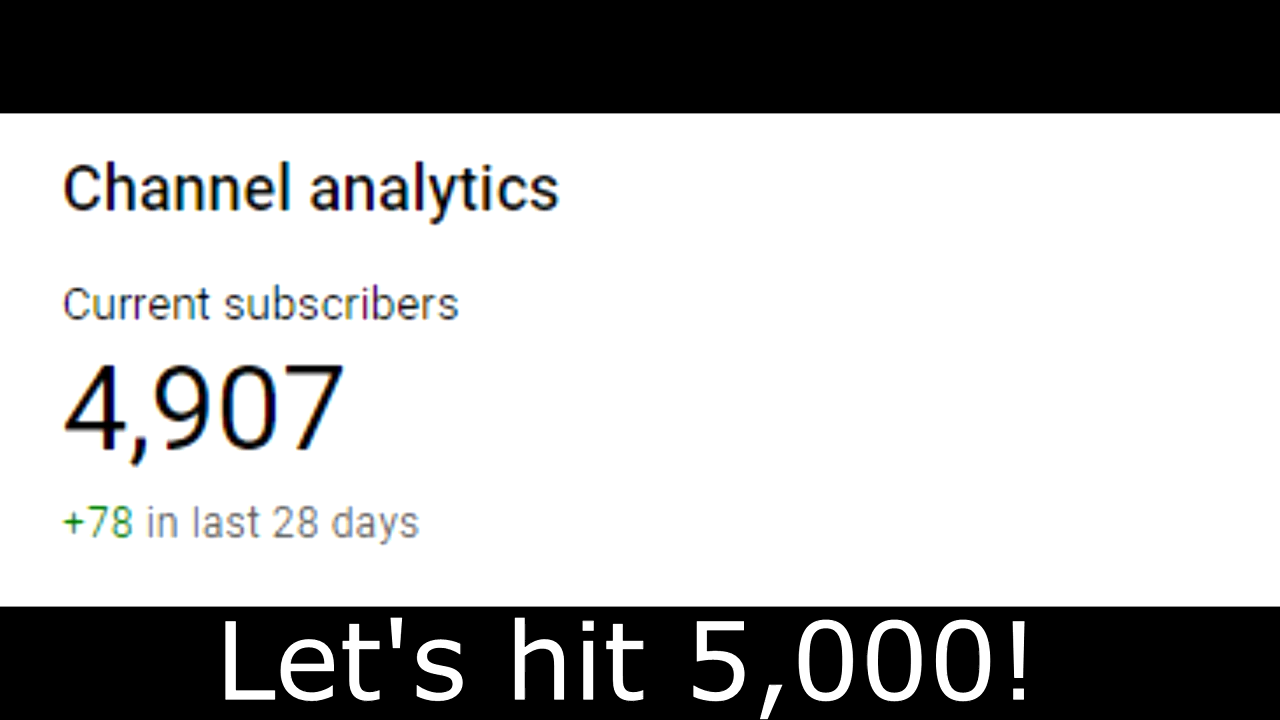 Channel analytics
Current subscribers
4,907
+78 in last 28 days
Let's hit 5,000!